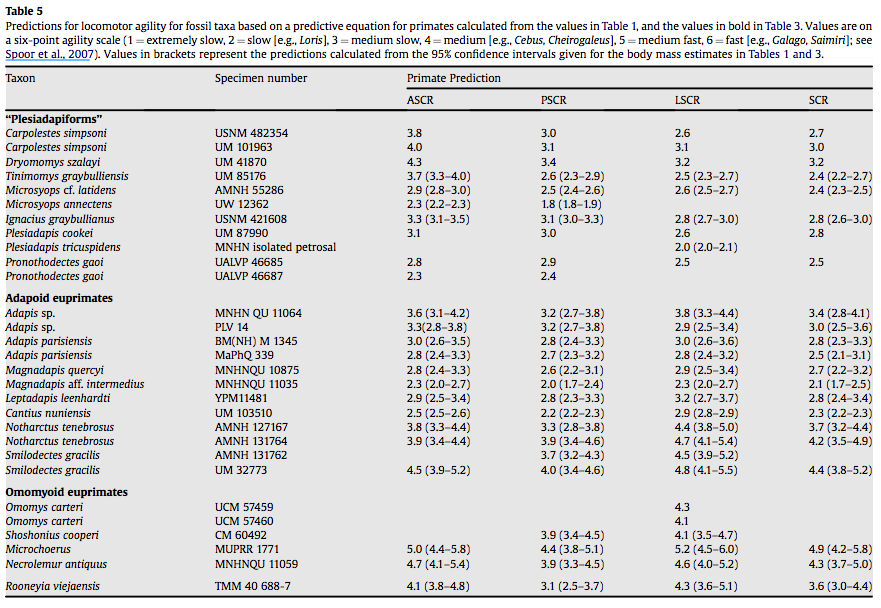 Table 5
Predictions for locomotor agility for fossil taxa based on a predictive equation for primates calculated from the values in Table 1, and the values in bold in Table 3. Values are on
a six-point agility scale (1 = extremely slow, 2 = slow [e.g., Loris], 3 = medium slow, 4 = medium [e.g., Cebus, Cheirogaleus], 5 = medium fast, 6 = fast [e.g., Galago, Saimiri]; see
Spoor et al., 2007). Values in brackets represent the predictions calculated from the 95% confidence intervals given for the body mass estimates in Tables 1 and 3.
Taxon Specimen number Primate Prediction
ASCR PSCR LSCR SCR
"Plesiadapiforms"
Carpolestes simpsoni USNM 482354 3.8 3.0 2.6 2.7
Carpolestes simpsoni UM 101963 4.0 3.1 3.1 3.0
Dryomomys szalayi UM 41870 4.3 3.4 3.2 3.2
Tinimomys graybulliensis UM 85176 3.7 (3.3–4.0) 2.6 (2.3–2.9) 2.5 (2.3–2.7) 2.4 (2.2–2.7)
Microsyops cf. latidens AMNH 55286 2.9 (2.8–3.0) 2.5 (2.4–2.6) 2.6 (2.5–2.7) 2.4 (2.3–2.5)
Microsyops annectens UW 12362 2.3 (2.2–2.3) 1.8 (1.8–1.9)
Ignacius graybullianus USNM 421608 3.3 (3.1–3.5) 3.1 (3.0–3.3) 2.8 (2.7–3.0) 2.8 (2.6–3.0)
Plesiadapis cookei UM 87990 3.1 3.0 2.6 2.8
Plesiadapis tricuspidens MNHN isolated petrosal 2.0 (2.0–2.1)
Pronothodectes gaoi UALVP 46685 2.8 2.9 2.5 2.5
Pronothodectes gaoi UALVP 46687 2.3 2.4
Adapoid euprimates
Adapis sp. MNHN QU 11064 3.6 (3.1–4.2) 3.2 (2.7–3.8) 3.8 (3.3–4.4) 3.4 (2.8-4.1)
Adapis sp. PLV 14 3.3(2.8–3.8) 3.2 (2.7–3.8) 2.9 (2.5–3.4) 3.0 (2.5–3.6)
Adapis parisiensis BM(NH) M 1345 3.0 (2.6–3.5) 2.8 (2.4–3.3) 3.0 (2.6–3.6) 2.8 (2.3–3.3)
Adapis parisiensis MaPhQ 339 2.8 (2.4–3.3) 2.7 (2.3–3.2) 2.8 (2.4–3.2) 2.5 (2.1–3.1)
Magnadapis quercyi MNHNQU 10875 2.8 (2.4–3.3) 2.6 (2.2–3.1) 2.9 (2.5–3.4) 2.7 (2.2–3.2)
Magnadapis aff. intermedius MNHNQU 11035 2.3 (2.0–2.7) 2.0 (1.7–2.4) 2.3 (2.0–2.7) 2.1 (1.7–2.5)
Leptadapis leenhardti YPM11481 2.9 (2.5–3.4) 2.8 (2.3–3.3) 3.2 (2.7–3.7) 2.8 (2.4–3.4)
Cantius nuniensis UM 103510 2.5 (2.5–2.6) 2.2 (2.2–2.3) 2.9 (2.8–2.9) 2.3 (2.2–2.3)
Notharctus tenebrosus AMNH 127167 3.8 (3.3–4.4) 3.3 (2.8–3.8) 4.4 (3.8–5.0) 3.7 (3.2–4.4)
Notharctus tenebrosus AMNH 131764 3.9 (3.4–4.4) 3.9 (3.4–4.6) 4.7 (4.1–5.4) 4.2 (3.5–4.9)
Smilodectes gracilis AMNH 131762 3.7 (3.2–4.3) 4.5 (3.9–5.2)
Smilodectes gracilis UM 32773 4.5 (3.9–5.2) 4.0 (3.4–4.6) 4.8 (4.1–5.5) 4.4 (3.8–5.2)
Omomyoid euprimates
Omomys carteri UCM 57459 4.3
Omomys carteri UCM 57460 4.1
Shoshonius cooperi CM 60492 3.9 (3.4–4.5) 4.1 (3.5–4.7)
Microchoerus MUPRR 1771 5.0 (4.4–5.8) 4.4 (3.8–5.1) 5.2 (4.5–6.0) 4.9 (4.2–5.8)
Necrolemur antiquus MNHNQU 11059 4.7 (4.1–5.4) 3.9 (3.3–4.5) 4.6 (4.0–5.2) 4.3 (3.7–5.0)
Rooneyia viejaensis TMM 40 688-7 4.1 (3.8–4.8) 3.1 (2.5–3.7) 4.3 (3.6–5.1) 3.6 (3.0–4.4)